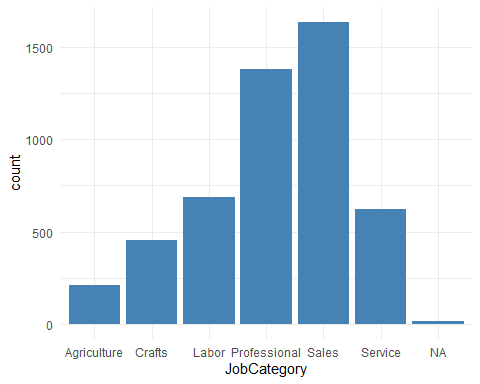 1500
1000
500
0
count
Agriculture Crafts Labor Professional Sales Service NA
JobCategory